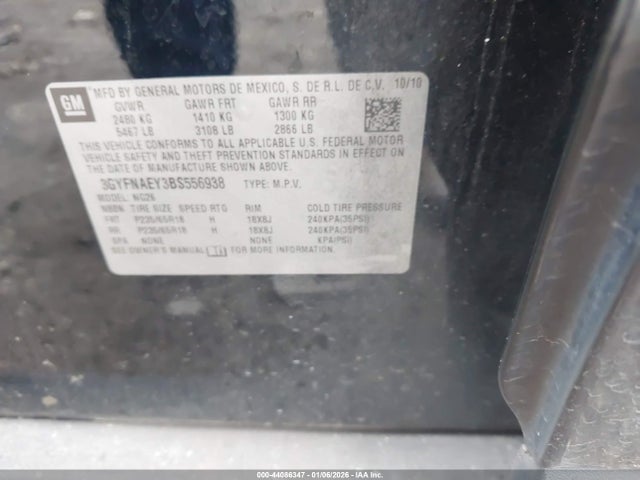 GM
MFD BY GENERAL MOTORS DE MEXICO, S. DE R.L. DE C.V. 10/10
GVWR GAWR FRT GAWR RR
2480 KG 1410 KG 1300 KG
5467 LB 3108 LB 2866 LB
THIS VEHICLE CONFORMS TO ALL APPLICABLE U.S. FEDERAL MOTOR
VEHICLE SAFETY AND THEFT PREVENTION STANDARDS IN EFFECT ON
THE DATE OF MANUFACTURE SHOWN ABOVE.
3GYFNAEY3BS556938 TYPE: M.P.V.
MODEL: NG26
NBBN TIRE SIZE SPEED RTG RIM COLD TIRE PRESSURE
FRT P235/65R18 H 18X8J 240KPA(35PSI)
RR P235/65R18 H 18X8J 240KPA(35PSI)
SPA NONE NONE KPA(PSI)
SEE OWNER'S MANUAL FOR ADDITIONAL INFORMATION.
000-44086347 - 01/06/2026 - © IAA Inc.